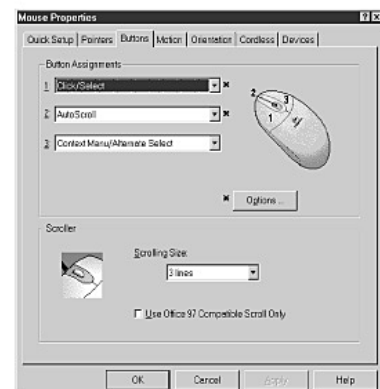 Mouse Properties
Quick Setup Pointers Buttons Motion Orientation Cordless Devices
Button Assignments
1 Click/Select
2 AutoScroll
3 Context Menu/Alternate Select
2 3
1
Options ...
Scroller
Scrolling Size:
3 lines
Use Office 97 Compatible Scroll Only
OK Cancel Apply Help